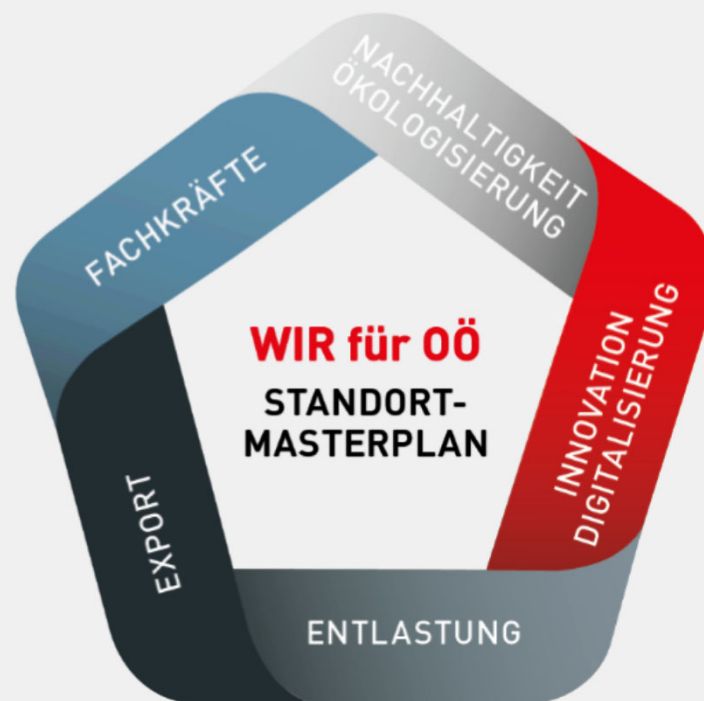 NACHHALTIGKEIT
ÖKOLOGISIERUNG
FACHKRÄFTE
INNOVATION
DIGITALISIERUNG
WIR für OÖ
STANDORT-
MASTERPLAN
EXPORT
ENTLASTUNG